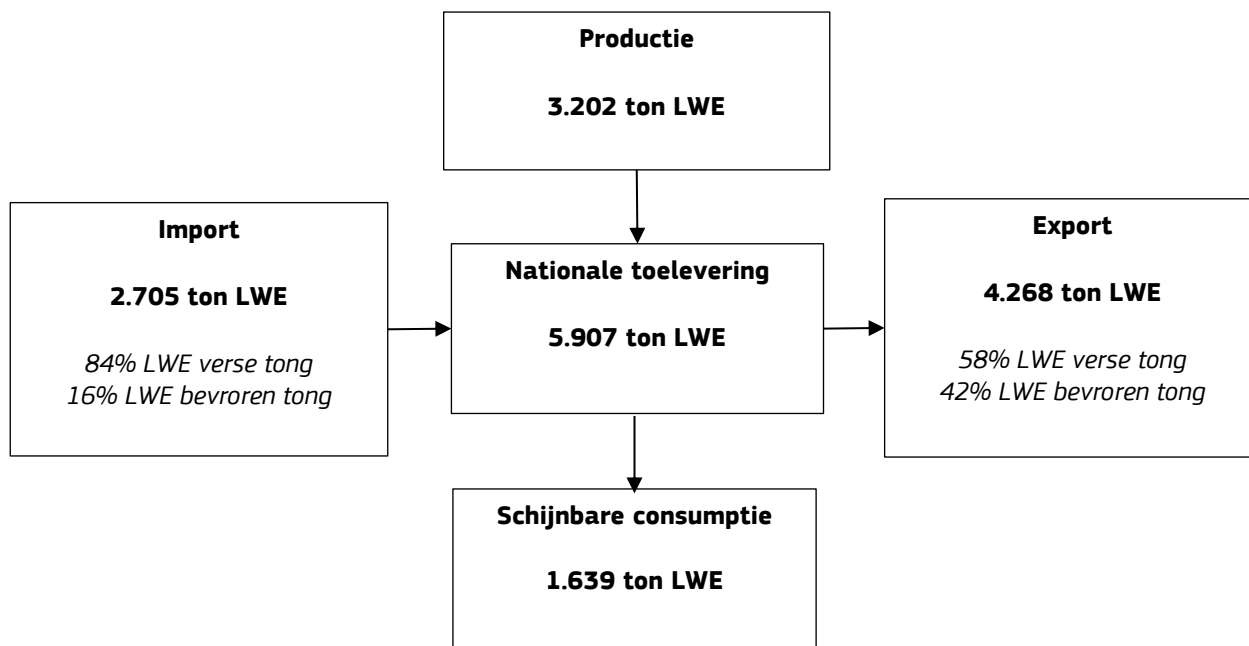 Productie
3.202 ton LWE
Import
2.705 ton LWE
84% LWE verse tong
16% LWE bevroren tong
Nationale toelevering
5.907 ton LWE
Export
4.268 ton LWE
58% LWE verse tong
42% LWE bevroren tong
Schijnbare consumptie
1.639 ton LWE